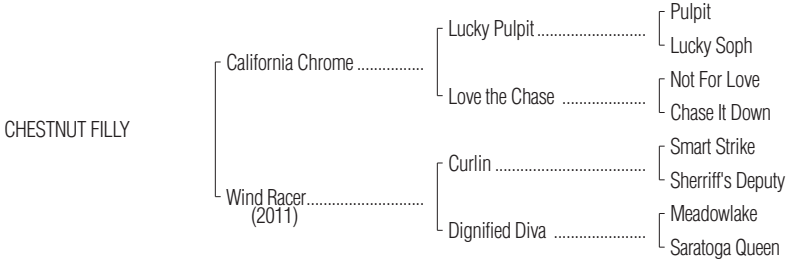 Pulpit
Lucky Pulpit ..........................
Lucky Soph
California Chrome ................
Not For Love
Love the Chase ....................
Chase It Down
CHESTNUT FILLY
Smart Strike
Curlin ....................................
Sherriff's Deputy
Wind Racer............................
(2011)
Meadowlake
Dignified Diva ......................
Saratoga Queen